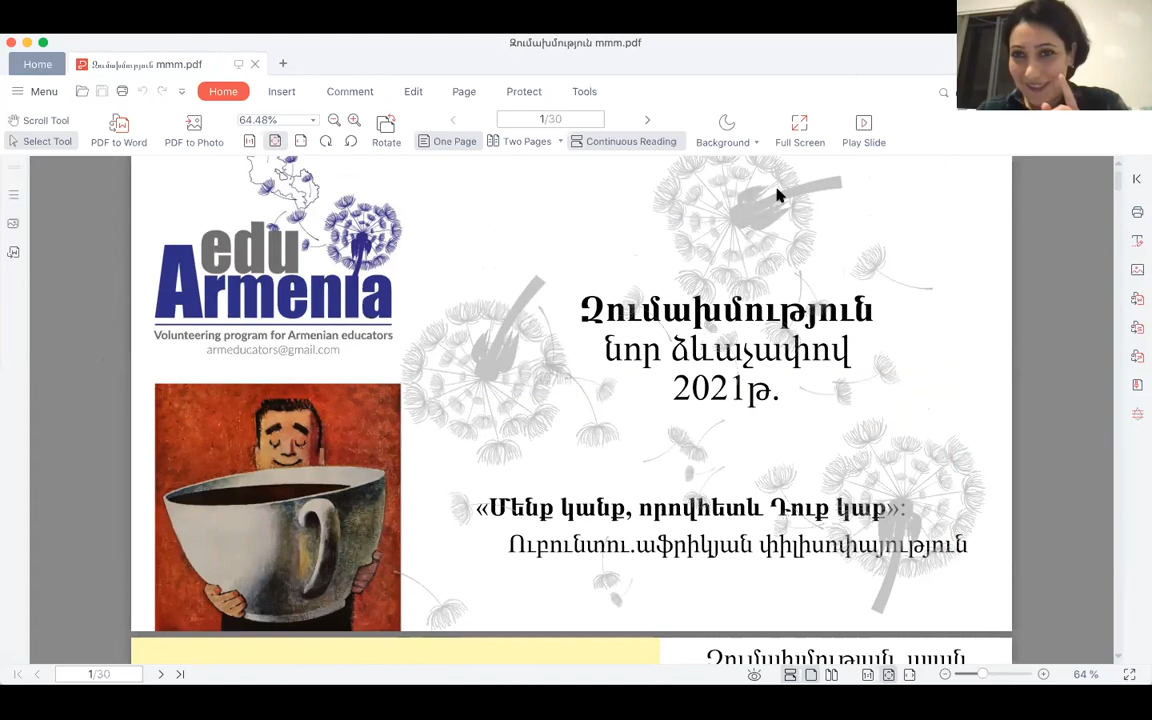 Զումախմություն mmm.pdf
Home
Զումախմություն mmm.pdf
Menu
Home
Insert
Comment
Edit
Page
Protect
Tools
Scroll Tool
Select Tool
PDF to Word
PDF to Photo
64.48%
Rotate
1/30
One Page
Two Pages
Continuous Reading
Background
Full Screen
Play Slide
edu
Armenia
Volunteering program for Armenian educators
armeducators@gmail.com
Զումախմություն
նոր ձևաչափով
2021թ.
«Մենք կանք, որովհետև Դուք կաք»:
Ուբունտու.աֆրիկյան փիլիսոփայություն
1/30
64 %